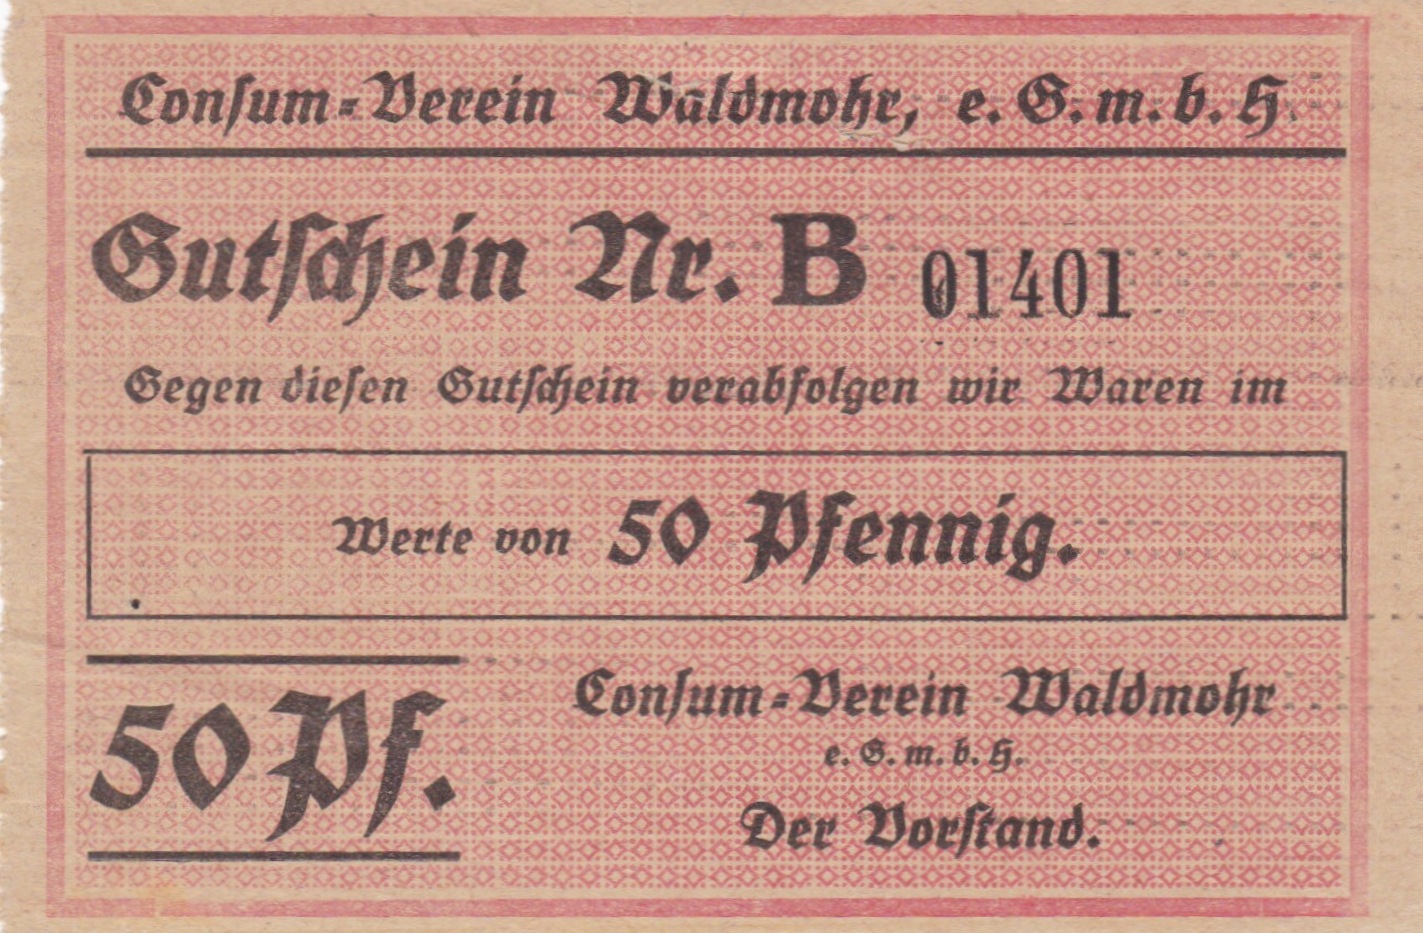 Consum-Verein Waldmohr, e. G. m. b. H.
Gutschein Nr. B 01401
Gegen diesen Gutschein verabfolgen wir Waren im
Werte von 50 Pfennig.
50 Pf.
Consum-Verein Waldmohr
e. G. m. b. H.
Der Vorstand.